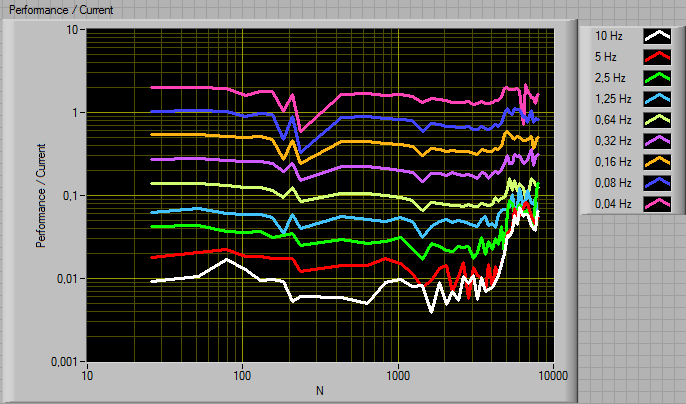 Performance / Current
10
1
0,1
0,01
0,001
Performance / Current
10
100
1000
10000
N
10 Hz
5 Hz
2,5 Hz
1,25 Hz
0,64 Hz
0,32 Hz
0,16 Hz
0,08 Hz
0,04 Hz